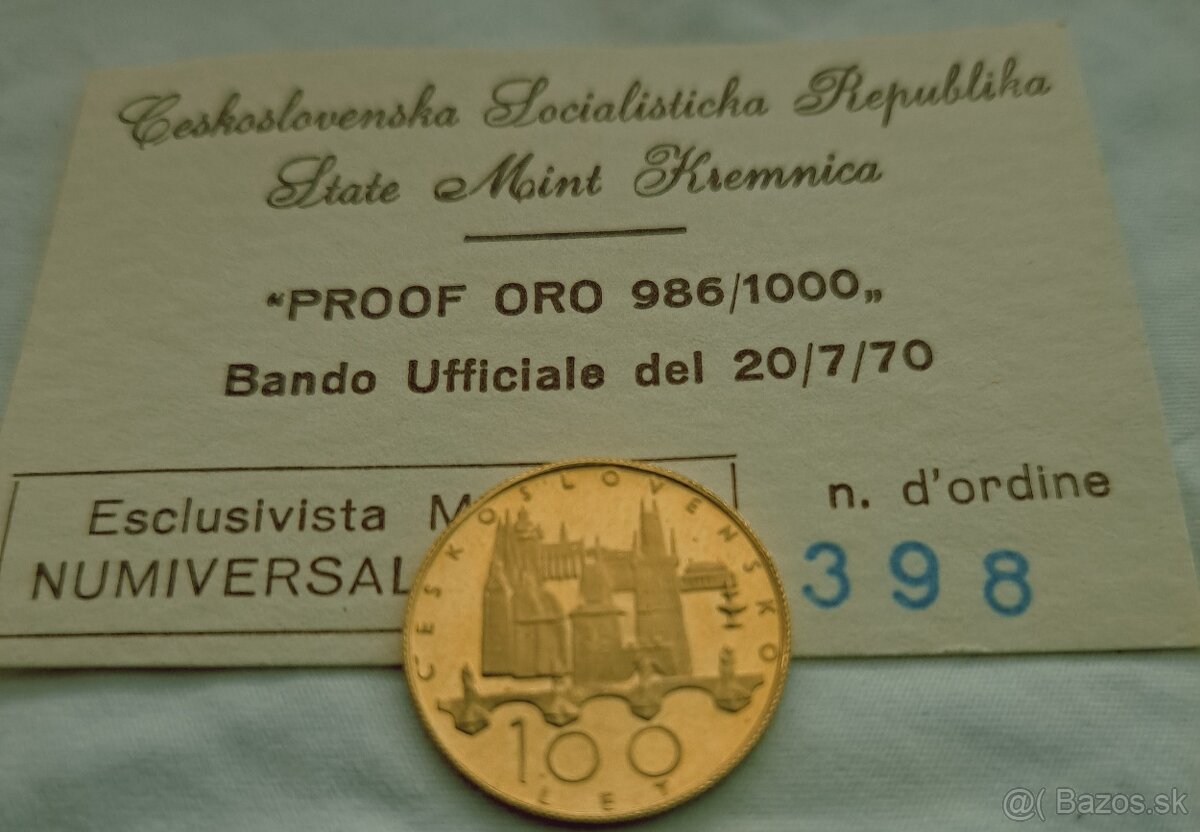 Československa Socialisticka Republika
State Mint Kremnica
“PROOF ORO 986/1000„
Bando Ufficiale del 20/7/70
Esclusivista
NUMIVERSAL
n. d'ordine
398
ČESKOSLOVENSKO
100
LET
@( Bazos.sk